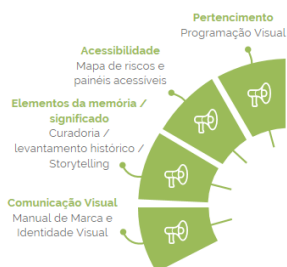 Pertencimento
Programação Visual
Acessibilidade
Mapa de riscos e
painéis acessíveis
Elementos da memória /
significado
Curadoria /
levantamento histórico /
Storytelling
Comunicação Visual
Manual de Marca e
Identidade Visual